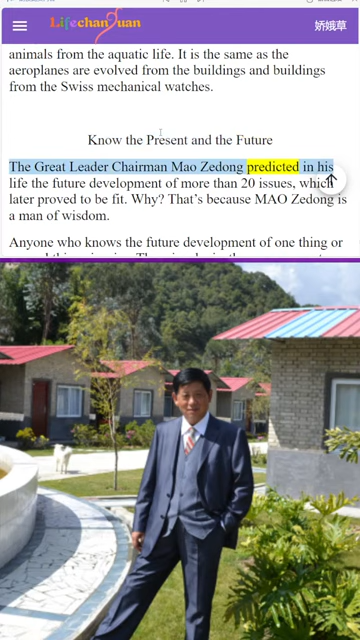 Lifechanyuan
娇娥草
animals from the aquatic life. It is the same as the
aeroplanes are evolved from the buildings and buildings
from the Swiss mechanical watches.
Know the Present and the Future
The Great Leader Chairman Mao Zedong predicted in his
life the future development of more than 20 issues, which
later proved to be fit. Why? That's because MAO Zedong is
a man of wisdom.
Anyone who knows the future development of one thing or